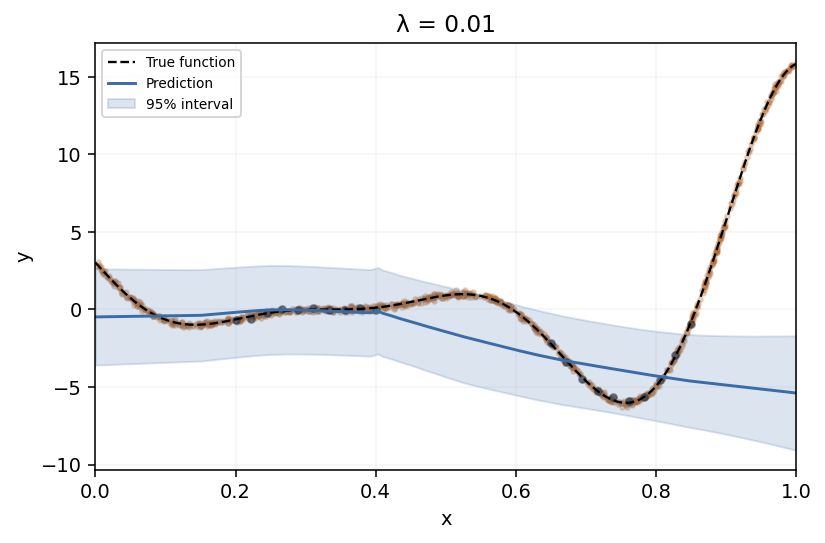 λ = 0.01
True function
Prediction
95% interval
y
15
10
5
0
−5
−10
0.0 0.2 0.4 0.6 0.8 1.0
x